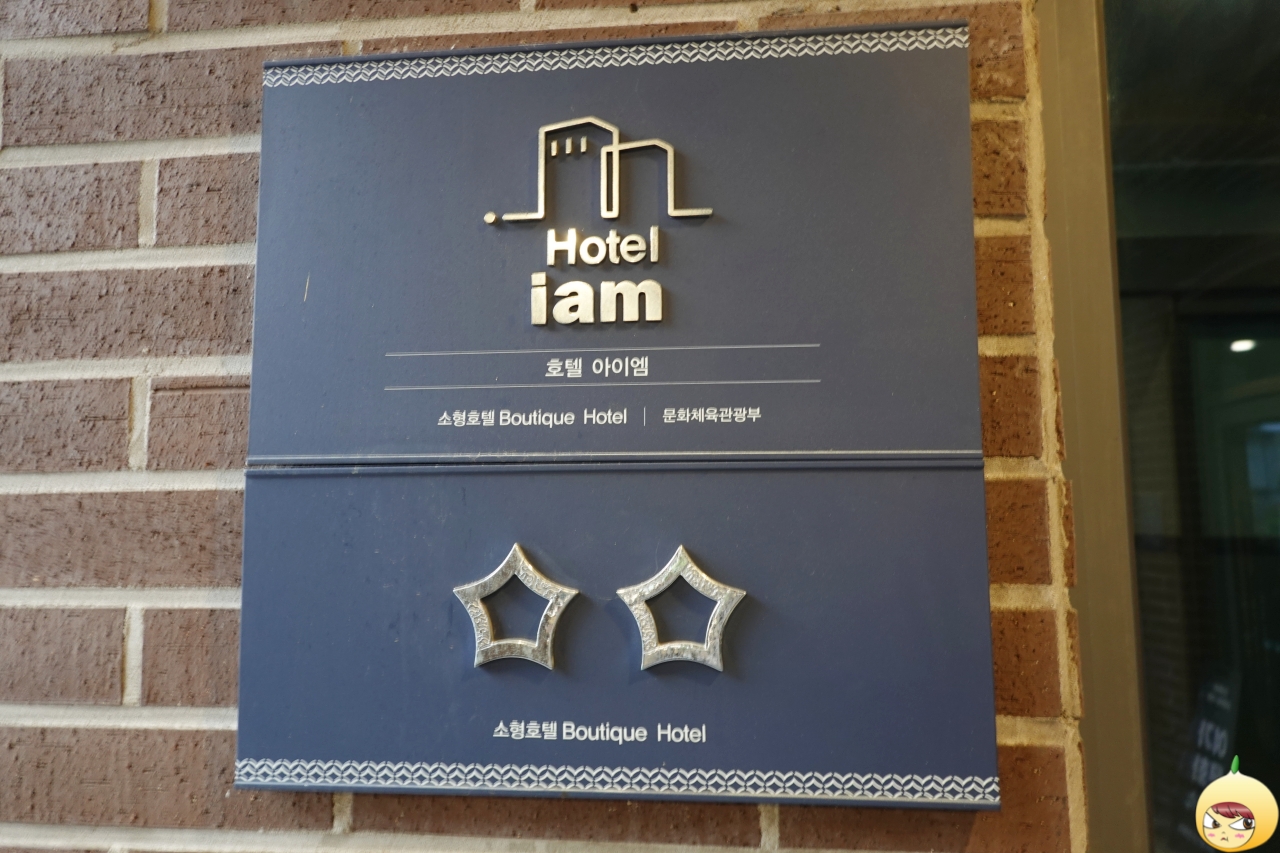 Hotel
iam
호텔 아이엠
소형호텔 Boutique Hotel | 문화체육관광부
소형호텔 Boutique Hotel